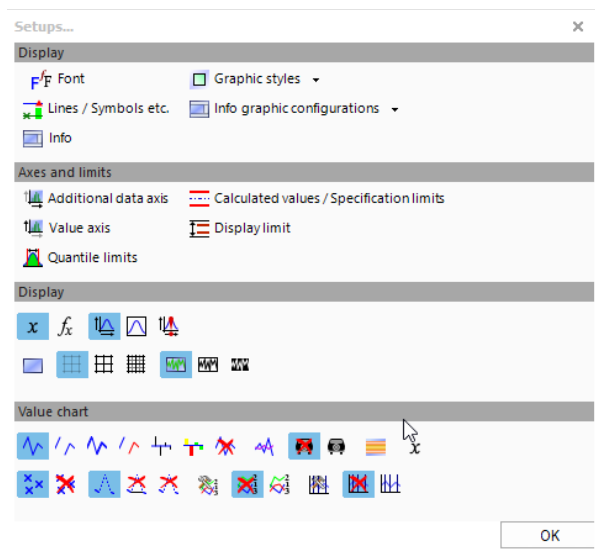 Setups...
Display
Font
Graphic styles
Lines / Symbols etc.
Info graphic configurations
Info
Axes and limits
Additional data axis
Calculated values / Specification limits
Value axis
Display limit
Quantile limits
Display
x
fx
Value chart
x
OK